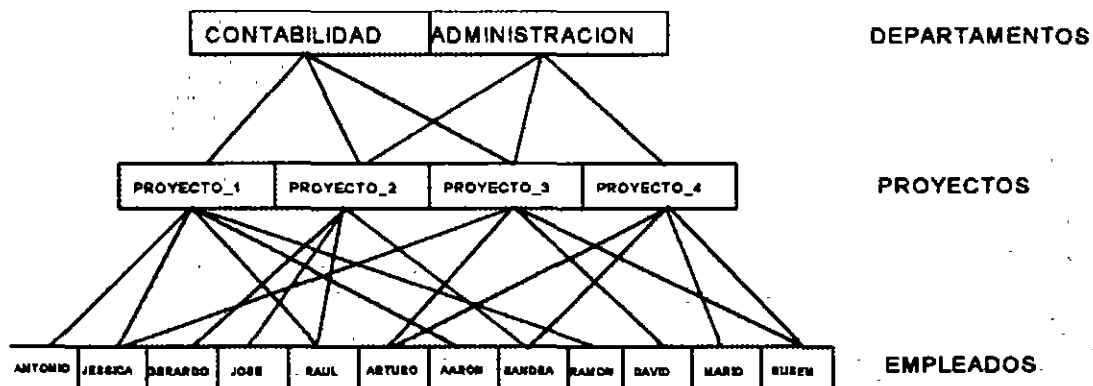 CONTABILIDAD ADMINISTRACION DEPARTAMENTOS
PROYECTO_1 PROYECTO_2 PROYECTO_3 PROYECTO_4 PROYECTOS
ANTONIO JESSICA GERARDO JOSE RAUL ARTURO AARON SANDRA RAMON DAVID MARIO RUBEN EMPLEADOS